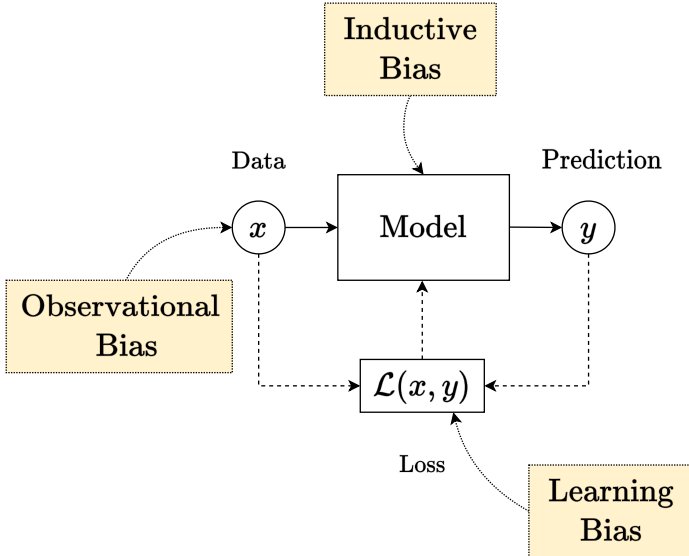 Inductive
Bias
Data
Prediction
x
Model
y
Observational
Bias
ℒ(x, y)
Loss
Learning
Bias